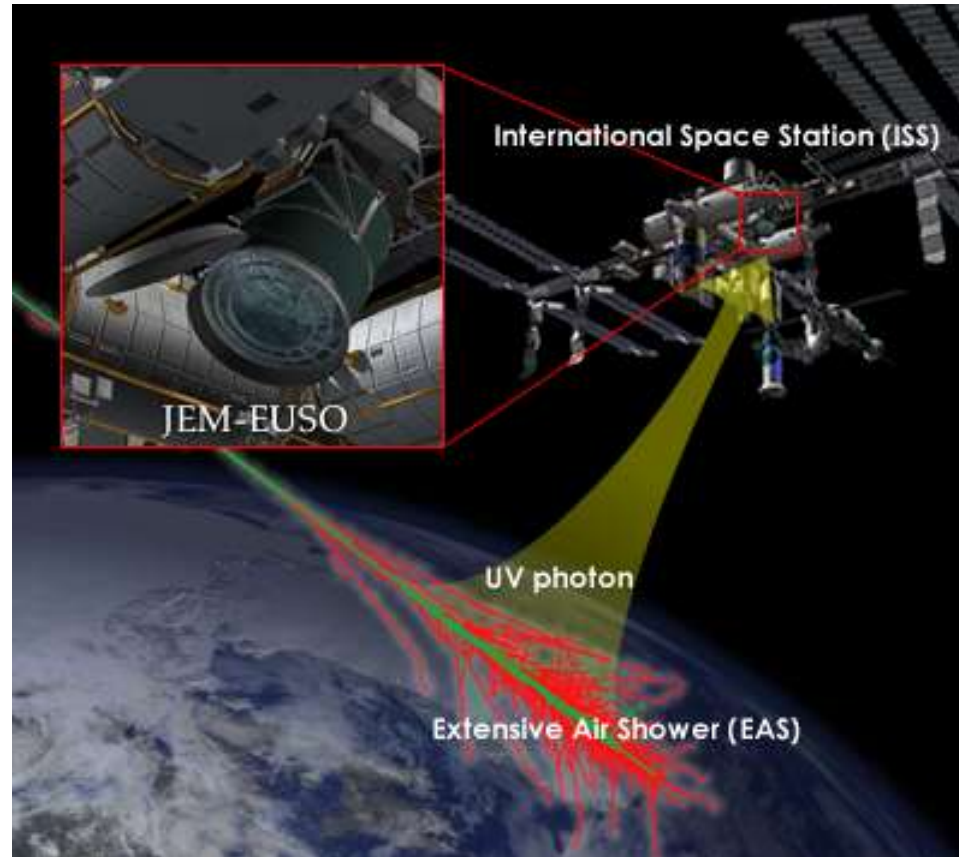 International Space Station (ISS)
JEM-EUSO
UV photon
Extensive Air Shower (EAS)